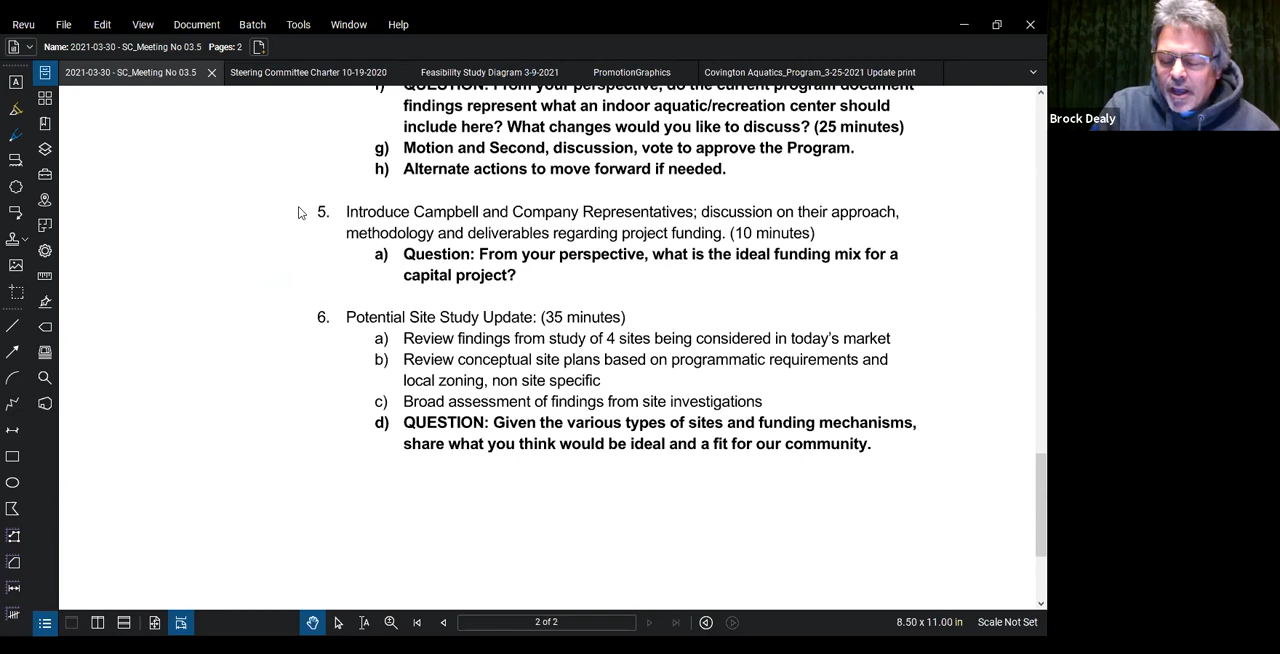 Revu File Edit View Document Batch Tools Window Help
Name: 2021-03-30 - SC_Meeting No 03.5 Pages: 2
2021-03-30 - SC_Meeting No 03.5 Steering Committee Charter 10-19-2020 Feasibility Study Diagram 3-9-2021 PromotionGraphics Covington Aquatics_Program_3-25-2021 Update print
QUESTION: From your perspective, do the current program document
findings represent what an indoor aquatic/recreation center should
include here? What changes would you like to discuss? (25 minutes)
g) Motion and Second, discussion, vote to approve the Program.
h) Alternate actions to move forward if needed.
5. Introduce Campbell and Company Representatives; discussion on their approach,
methodology and deliverables regarding project funding. (10 minutes)
a) Question: From your perspective, what is the ideal funding mix for a
capital project?
6. Potential Site Study Update: (35 minutes)
a) Review findings from study of 4 sites being considered in today's market
b) Review conceptual site plans based on programmatic requirements and
local zoning, non site specific
c) Broad assessment of findings from site investigations
d) QUESTION: Given the various types of sites and funding mechanisms,
share what you think would be ideal and a fit for our community.
2 of 2
8.50 x 11.00 in Scale Not Set
Brock Dealy